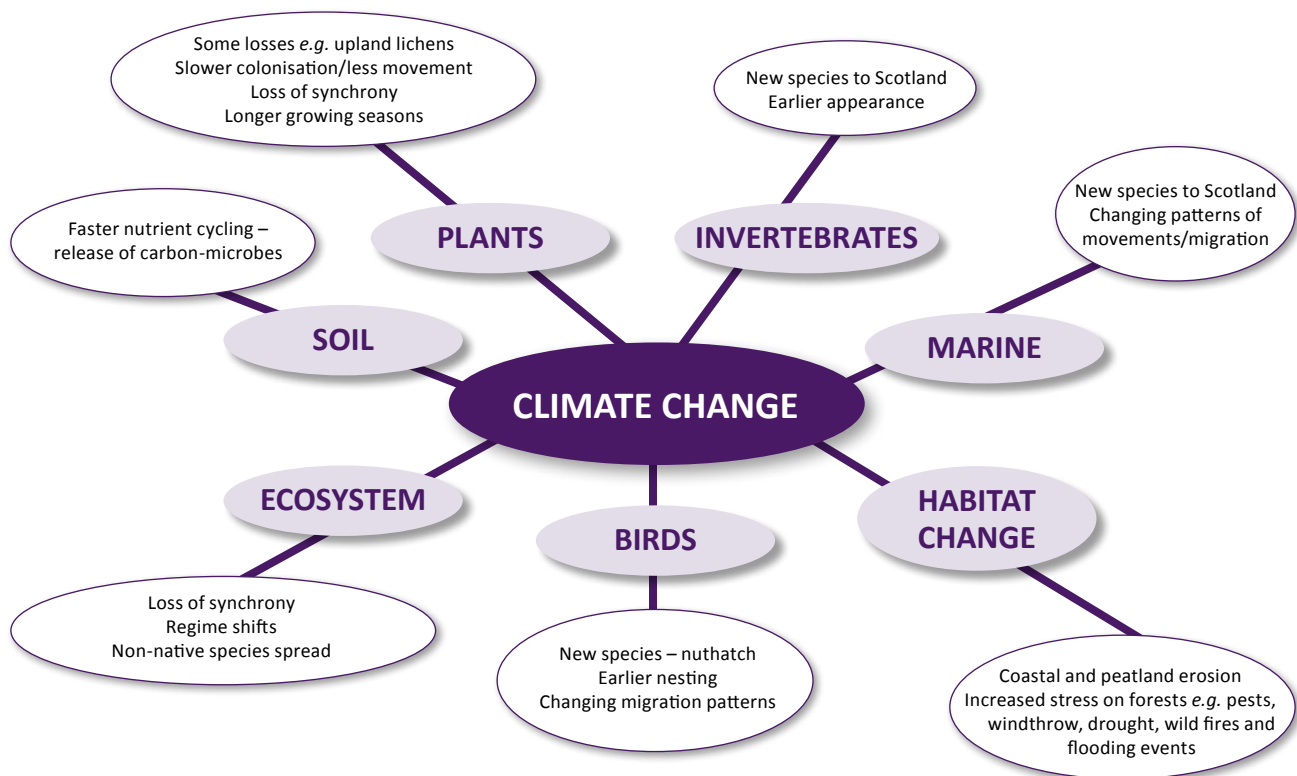 Some losses e.g. upland lichens
Slower colonisation/less movement
Loss of synchrony
Longer growing seasons
New species to Scotland
Earlier appearance
New species to Scotland
Changing patterns of
movements/migration
Faster nutrient cycling –
release of carbon-microbes
PLANTS
INVERTEBRATES
SOIL
MARINE
CLIMATE CHANGE
ECOSYSTEM
BIRDS
HABITAT
CHANGE
Loss of synchrony
Regime shifts
Non-native species spread
New species – nuthatch
Earlier nesting
Changing migration patterns
Coastal and peatland erosion
Increased stress on forests e.g. pests,
windthrow, drought, wild fires and
flooding events